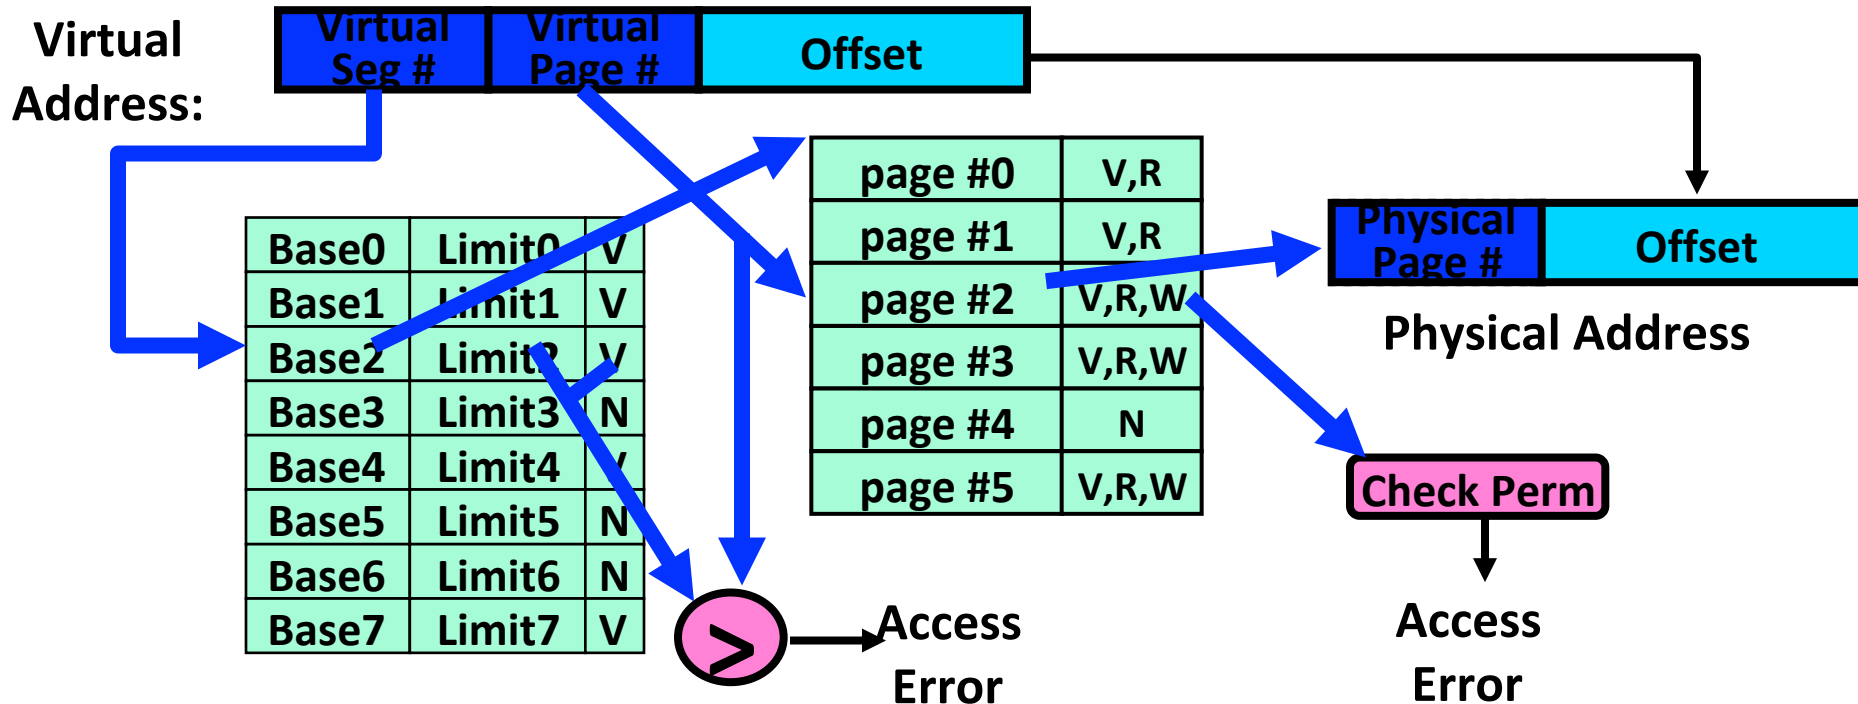 Virtual
Address:
Virtual
Seg #
Virtual
Page #
Offset
page #0 V,R
page #1 V,R
page #2 V,R,W
page #3 V,R,W
page #4 N
page #5 V,R,W
Base0 Limit0 V
Base1 Limit1 V
Base2 Limit2 V
Base3 Limit3 N
Base4 Limit4 V
Base5 Limit5 N
Base6 Limit6 N
Base7 Limit7 V
Physical
Page #
Offset
Physical Address
Check Perm
>
Access
Error
Access
Error